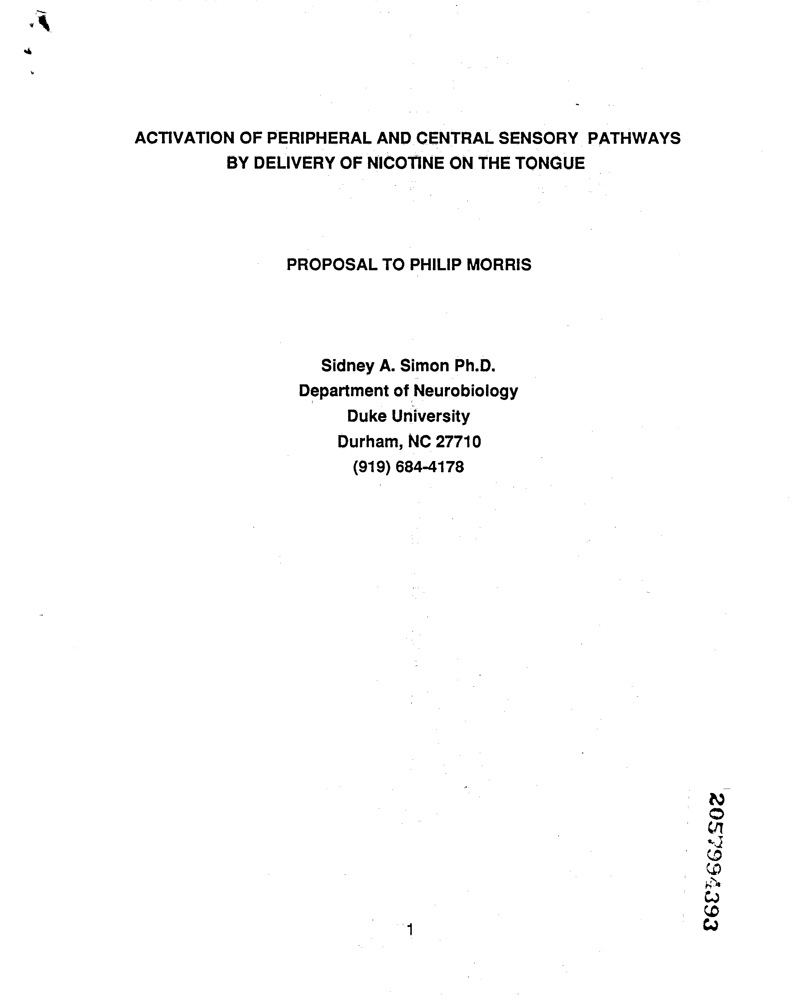 ACTIVATION OF PERIPHERAL AND CENTRAL SENSORY PATHWAYS
BY DELIVERY OF NICOTINE ON THE TONGUE
PROPOSAL TO PHILIP MORRIS
Sidney A. Simon Ph.D.
Department of Neurobiology
Duke University
Durham, NC 27710
(919) 684-4178
1
2057994393